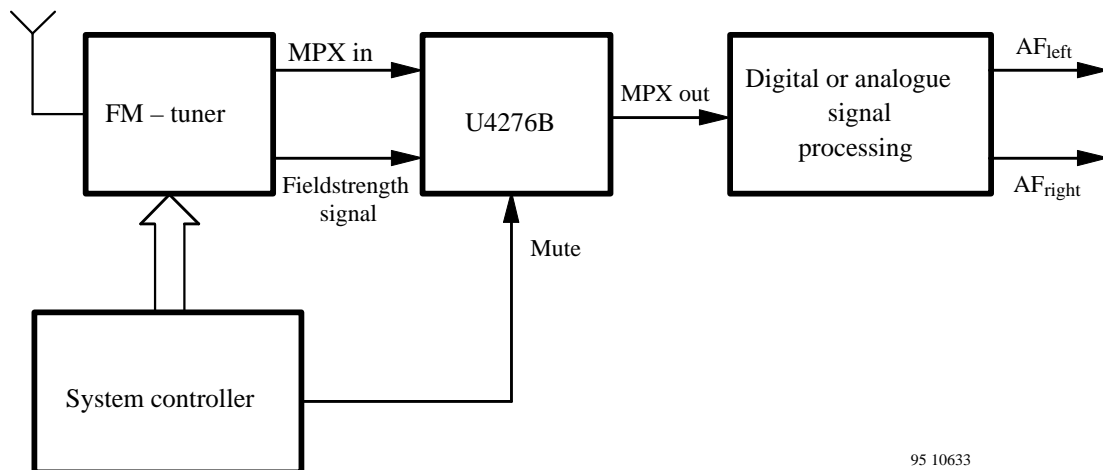 MPX in
FM – tuner
Fieldstrength
signal
U4276B
MPX out
Digital or analogue
signal
processing
AFleft
AFright
Mute
System controller
95 10633